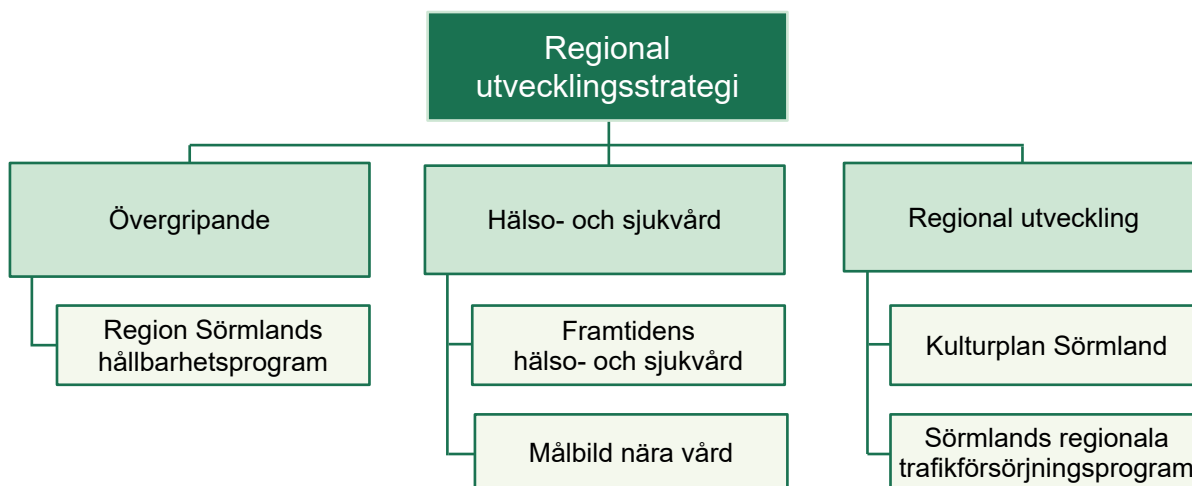 Regional
utvecklingsstrategi
Övergripande
Hälso- och sjukvård
Regional utveckling
Region Sörmlands
hållbarhetsprogram
Framtidens
hälso- och sjukvård
Kulturplan Sörmland
Målbild nära vård
Sörmlands regionala
trafikförsörjningsprogram